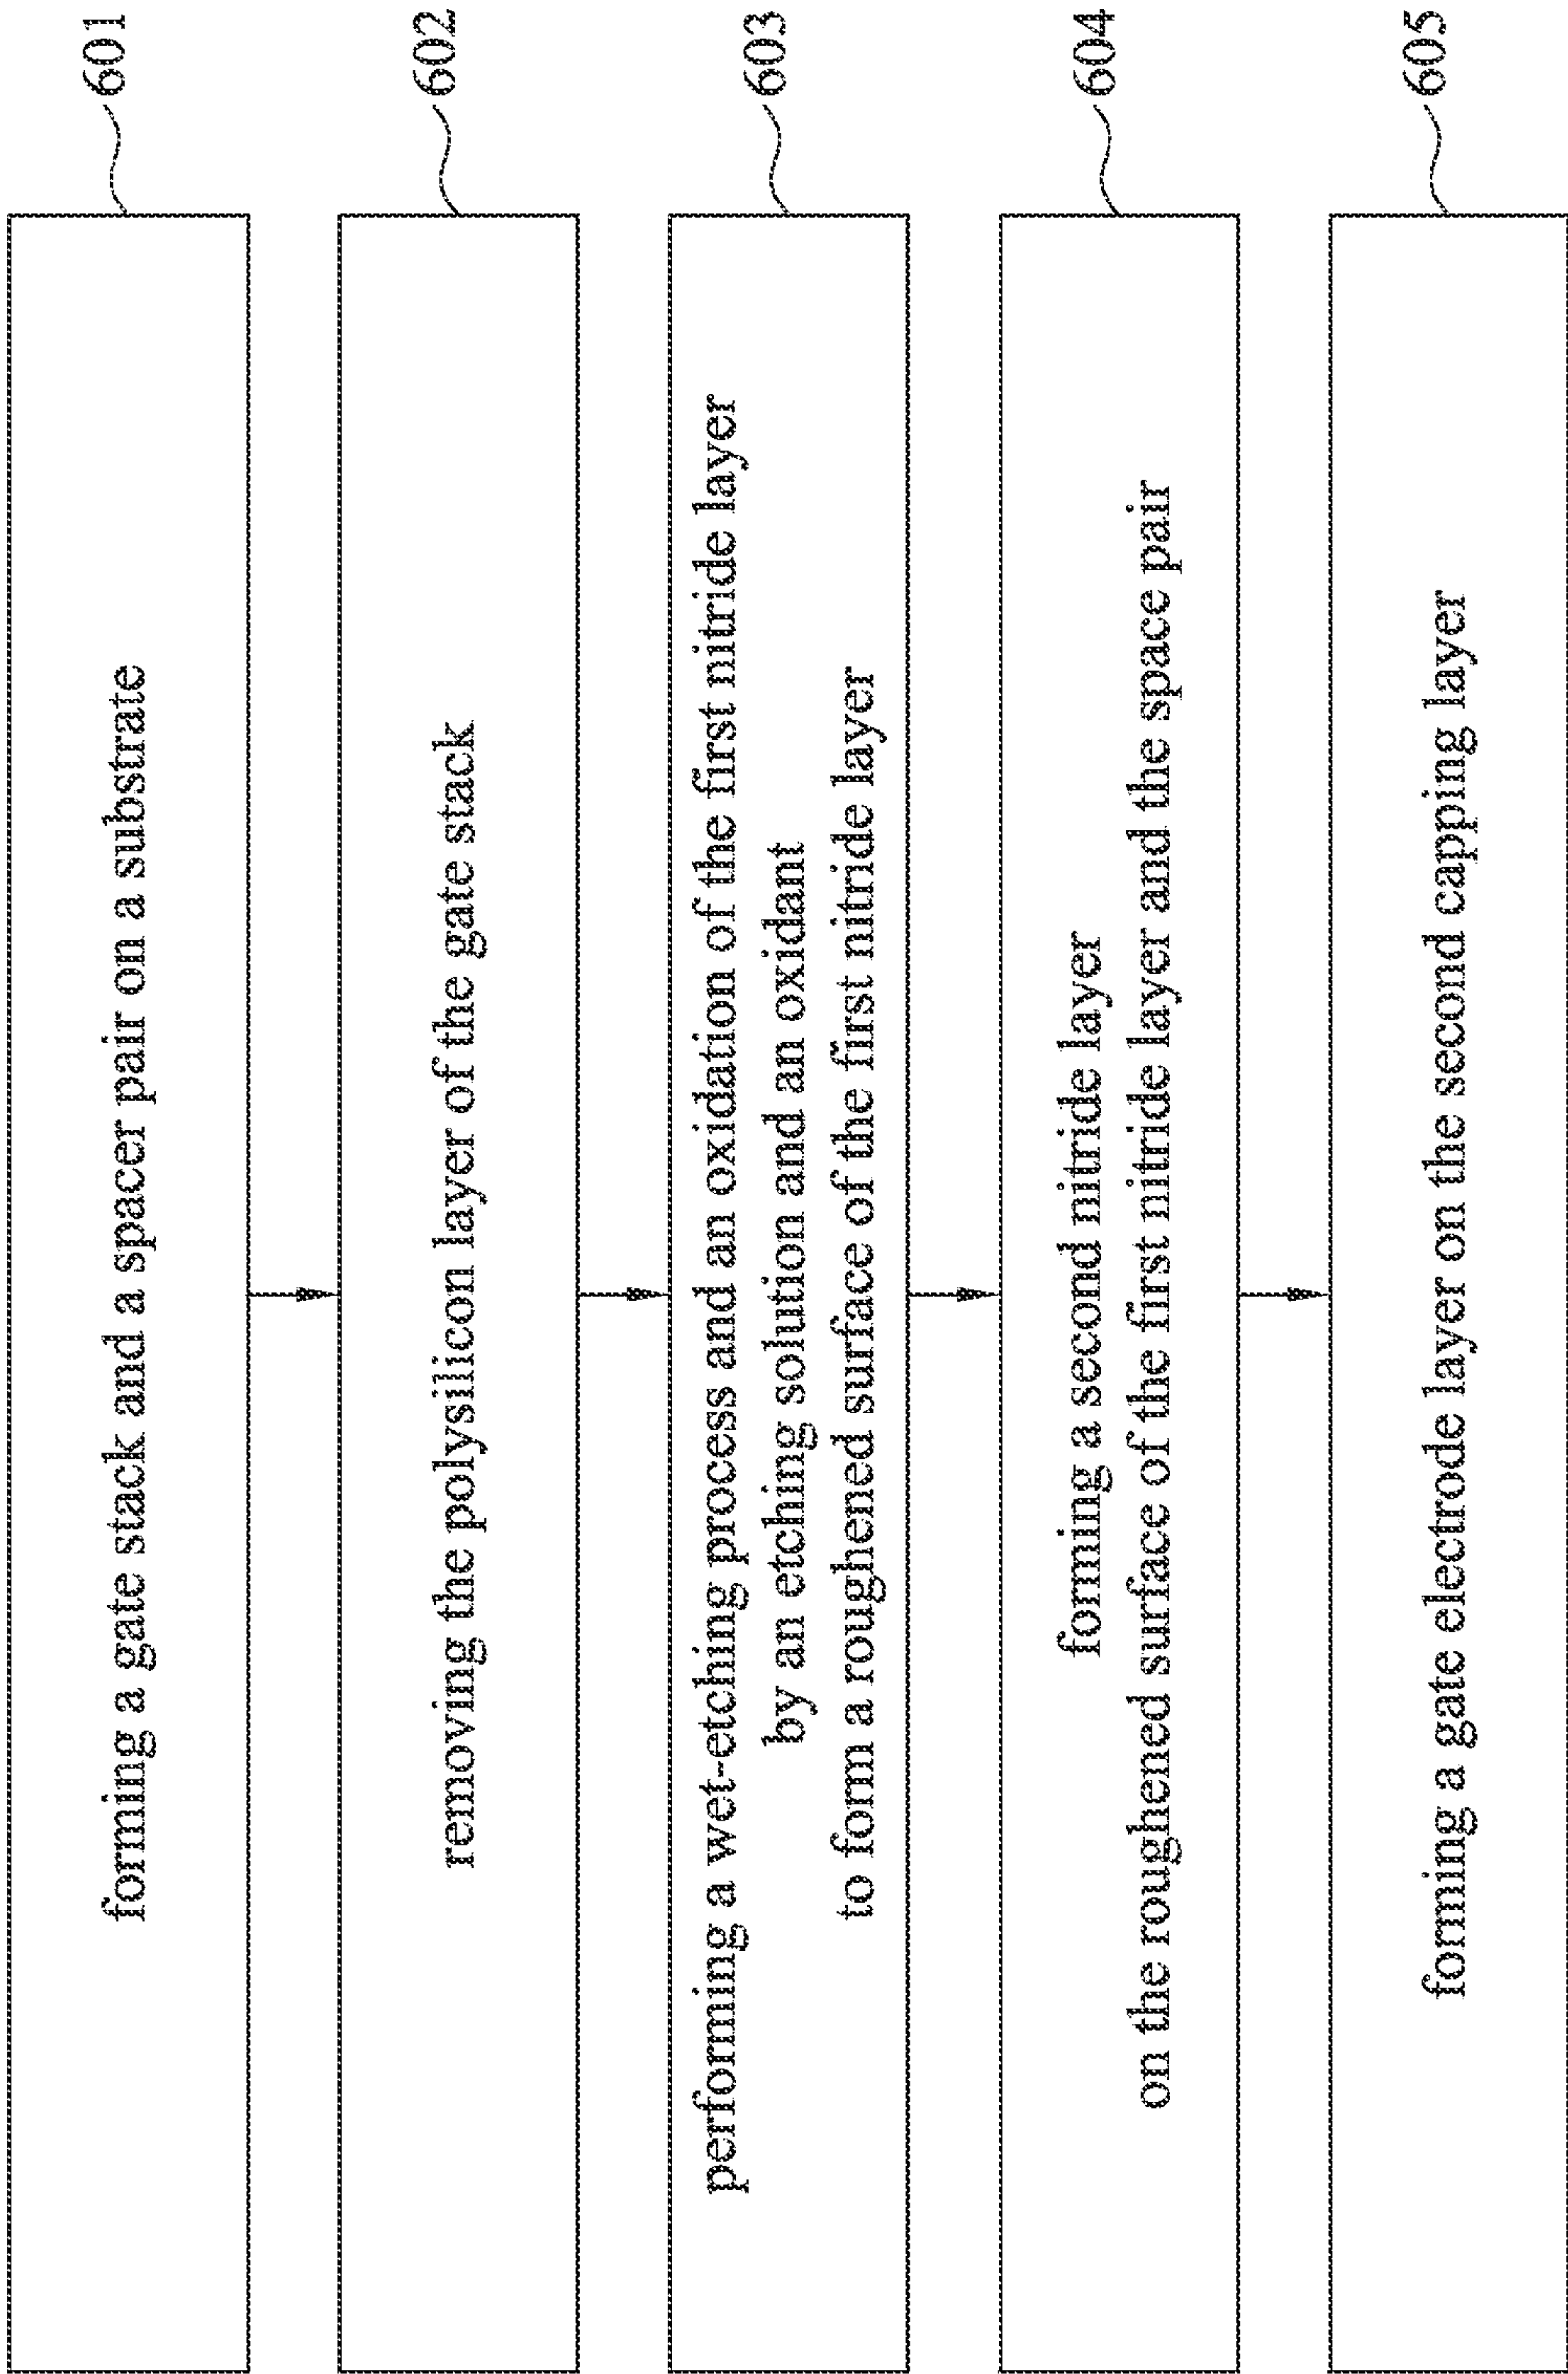 forming a gate stack and a spacer pair on a substrate
601
removing the polysilicon layer of the gate stack
602
performing a wet-etching process and an oxidation of the first nitride layer
by an etching solution and an oxidant
to form a roughened surface of the first nitride layer
603
forming a second nitride layer
on the roughened surface of the first nitride layer and the space pair
604
forming a gate electrode layer on the second capping layer
605